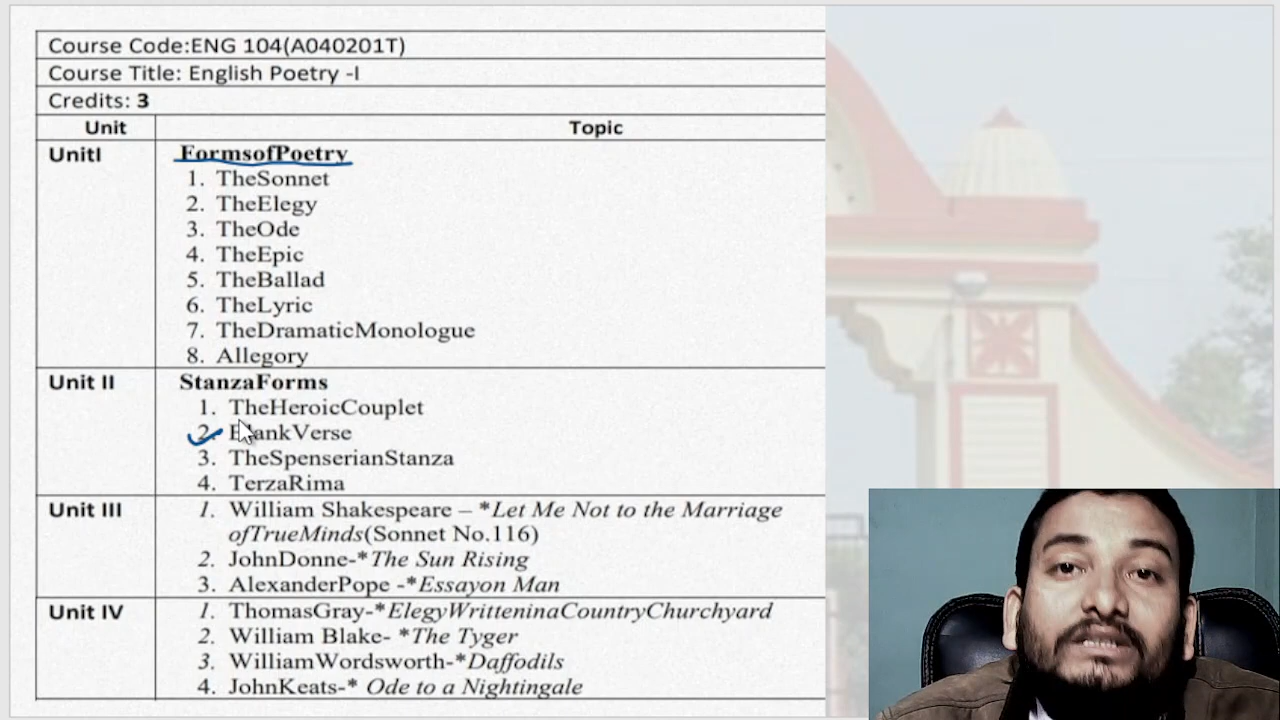 Course Code:ENG 104(A040201T)
Course Title: English Poetry -I
Credits: 3
Unit Topic
UnitI FormsofPoetry
1. TheSonnet
2. TheElegy
3. TheOde
4. TheEpic
5. TheBallad
6. TheLyric
7. TheDramaticMonologue
8. Allegory
Unit II StanzaForms
1. TheHeroicCouplet
2. BlankVerse
3. TheSpenserianStanza
4. TerzaRima
Unit III 1. William Shakespeare – *Let Me Not to the Marriage
ofTrueMinds(Sonnet No.116)
2. JohnDonne-*The Sun Rising
3. AlexanderPope -*Essayon Man
Unit IV 1. ThomasGray-*ElegyWritteninaCountryChurchyard
2. William Blake- *The Tyger
3. WilliamWordsworth-*Daffodils
4. JohnKeats-* Ode to a Nightingale